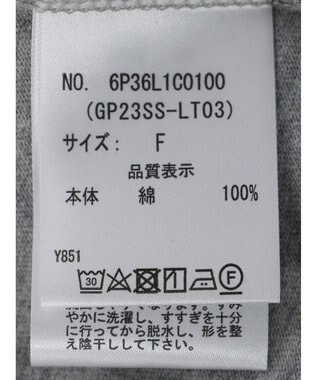 NO. 6P36L1C0100
(GP23SS-LT03)
サイズ: F
品質表示
本体 綿 100%
Y851
30 F
やかに洗濯し、すすぎを十分
に行ってから脱水し、形を整
え陰干しして下さい。